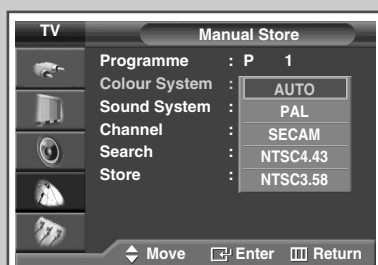 TV Manual Store
Programme : P 1
Colour System : AUTO
Sound System : PAL
Channel : SECAM
Search : NTSC4.43
Store : NTSC3.58
Move Enter Return